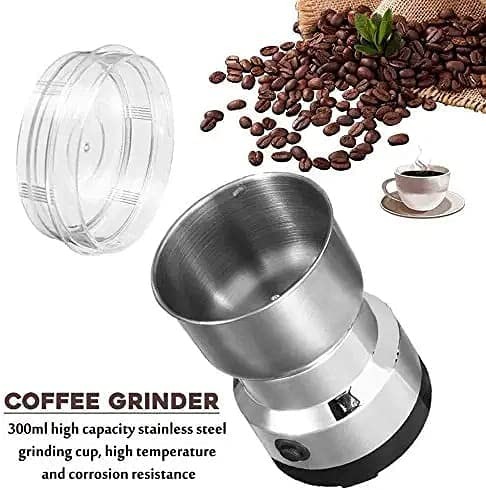 COFFEE GRINDER
300ml high capacity stainless steel
grinding cup, high temperature
and corrosion resistance